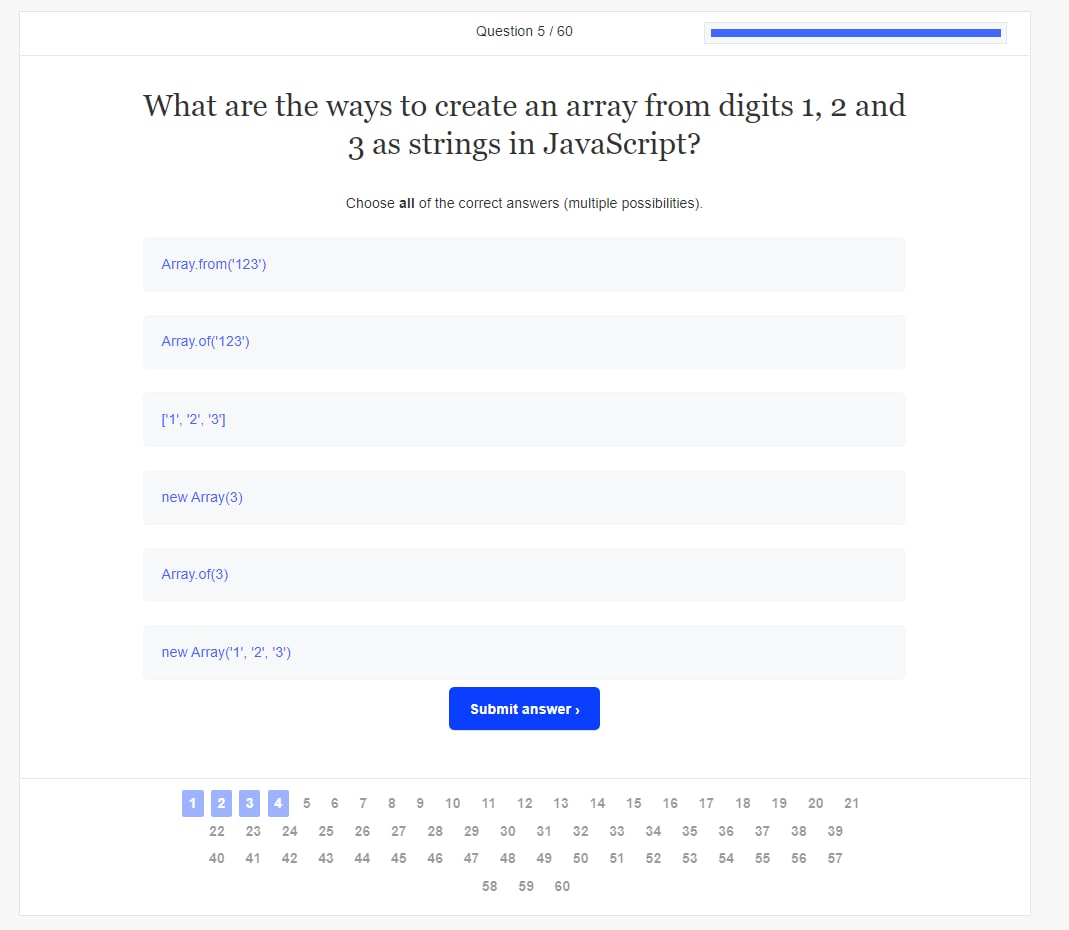 Question 5 / 60
What are the ways to create an array from digits 1, 2 and
3 as strings in JavaScript?
Choose all of the correct answers (multiple possibilities).
Array.from('123')
Array.of('123')
['1', '2', '3']
new Array(3)
Array.of(3)
new Array('1', '2', '3')
Submit answer ›
1 2 3 4 5 6 7 8 9 10 11 12 13 14 15 16 17 18 19 20 21
22 23 24 25 26 27 28 29 30 31 32 33 34 35 36 37 38 39
40 41 42 43 44 45 46 47 48 49 50 51 52 53 54 55 56 57
58 59 60